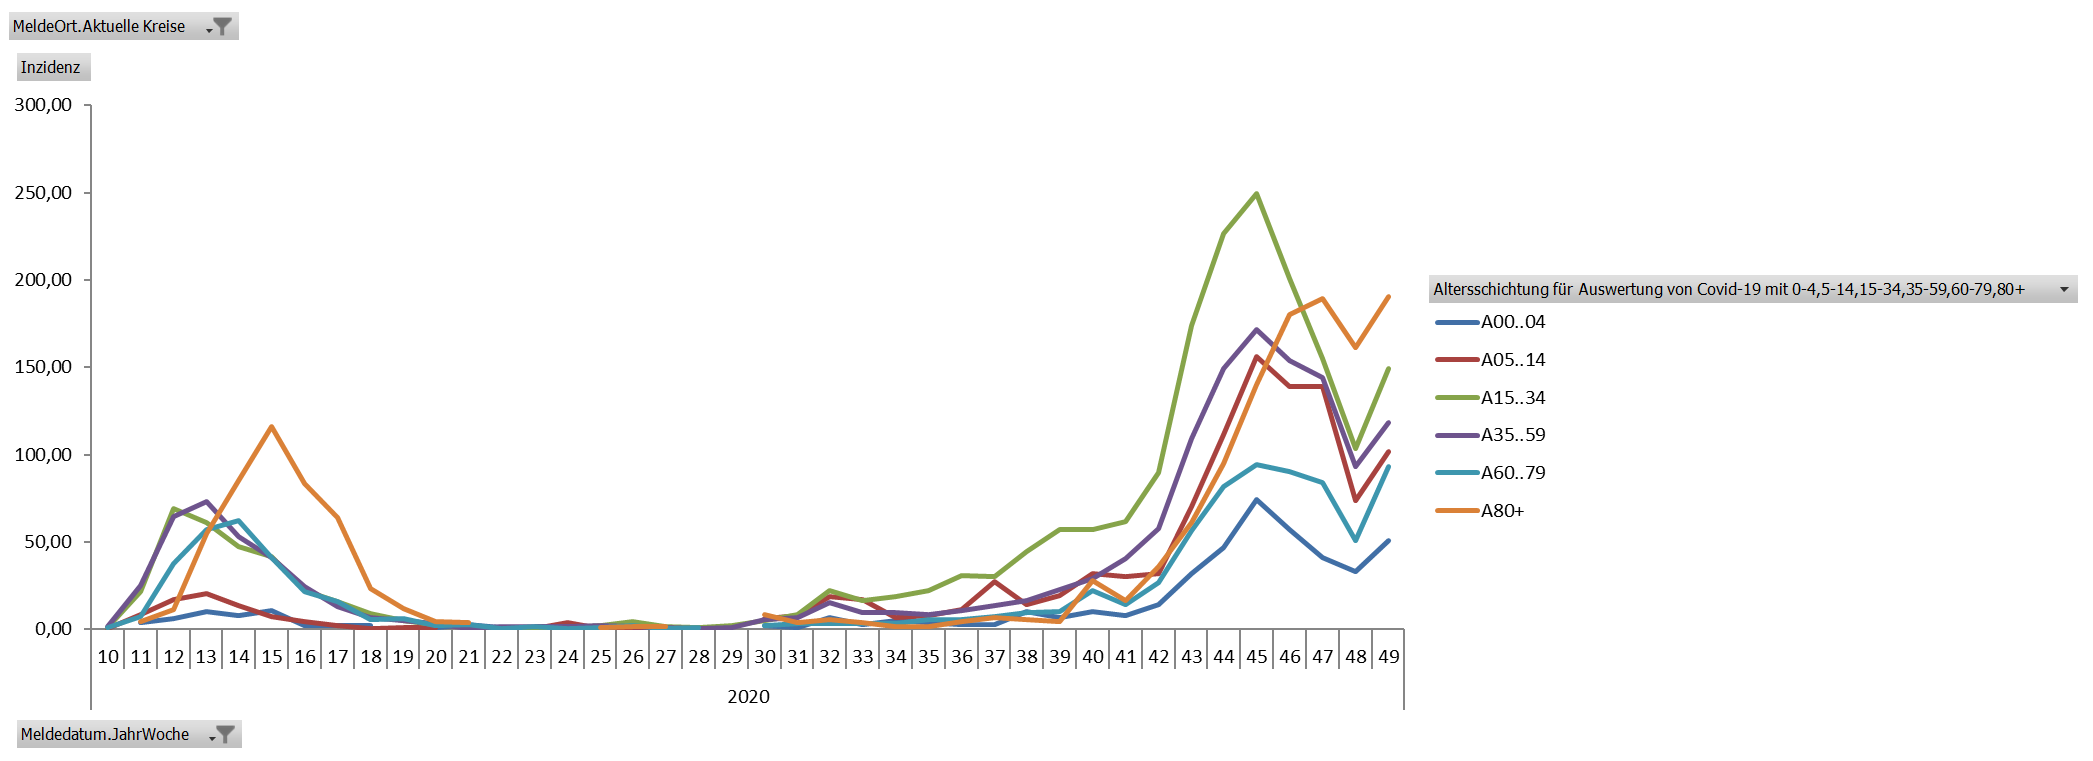 MeldeOrt.Aktuelle Kreise
Inzidenz
300,00
250,00
200,00
150,00
100,00
50,00
0,00
10 11 12 13 14 15 16 17 18 19 20 21 22 23 24 25 26 27 28 29 30 31 32 33 34 35 36 37 38 39 40 41 42 43 44 45 46 47 48 49
2020
Meldedatum.JahrWoche
Altersschichtung für Auswertung von Covid-19 mit 0-4,5-14,15-34,35-59,60-79,80+
A00..04
A05..14
A15..34
A35..59
A60..79
A80+